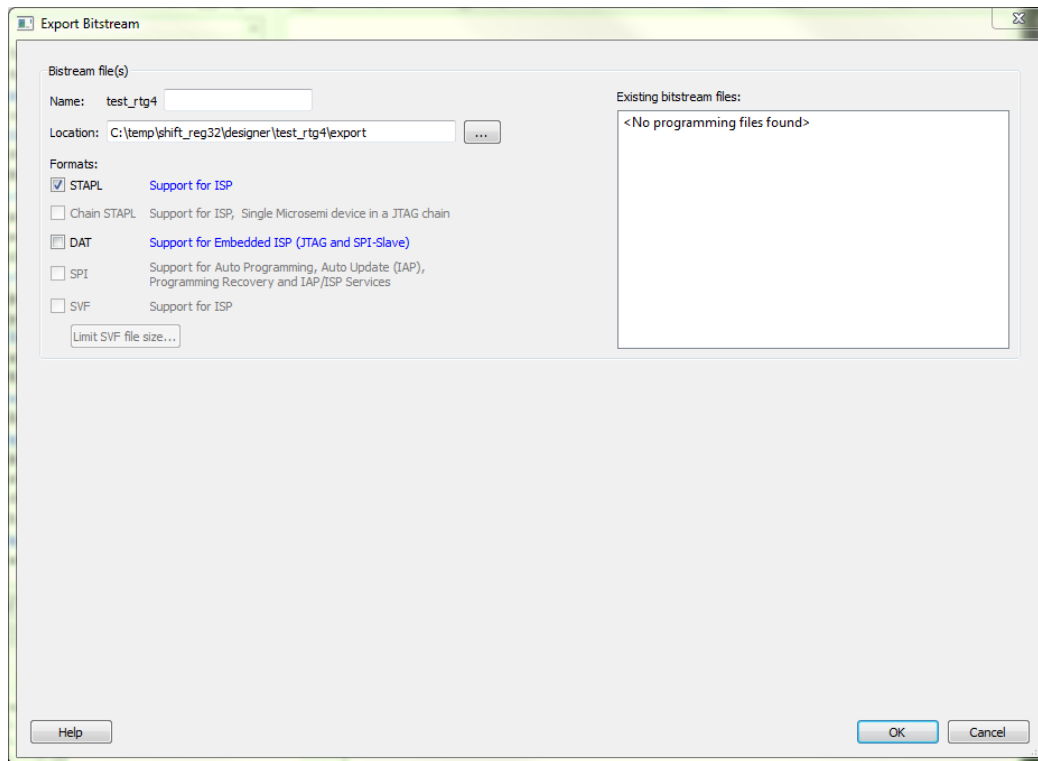 Export Bitstream
Bistream file(s)
Name: test_rtg4
Location: C:\temp\shift_reg32\designer\test_rtg4\export ...
Formats:
STAPL Support for ISP
Chain STAPL Support for ISP, Single Microsemi device in a JTAG chain
DAT Support for Embedded ISP (JTAG and SPI-Slave)
SPI Support for Auto Programming, Auto Update (IAP),
Programming Recovery and IAP/ISP Services
SVF Support for ISP
Limit SVF file size...
Existing bitstream files:
<No programming files found>
Help
OK
Cancel